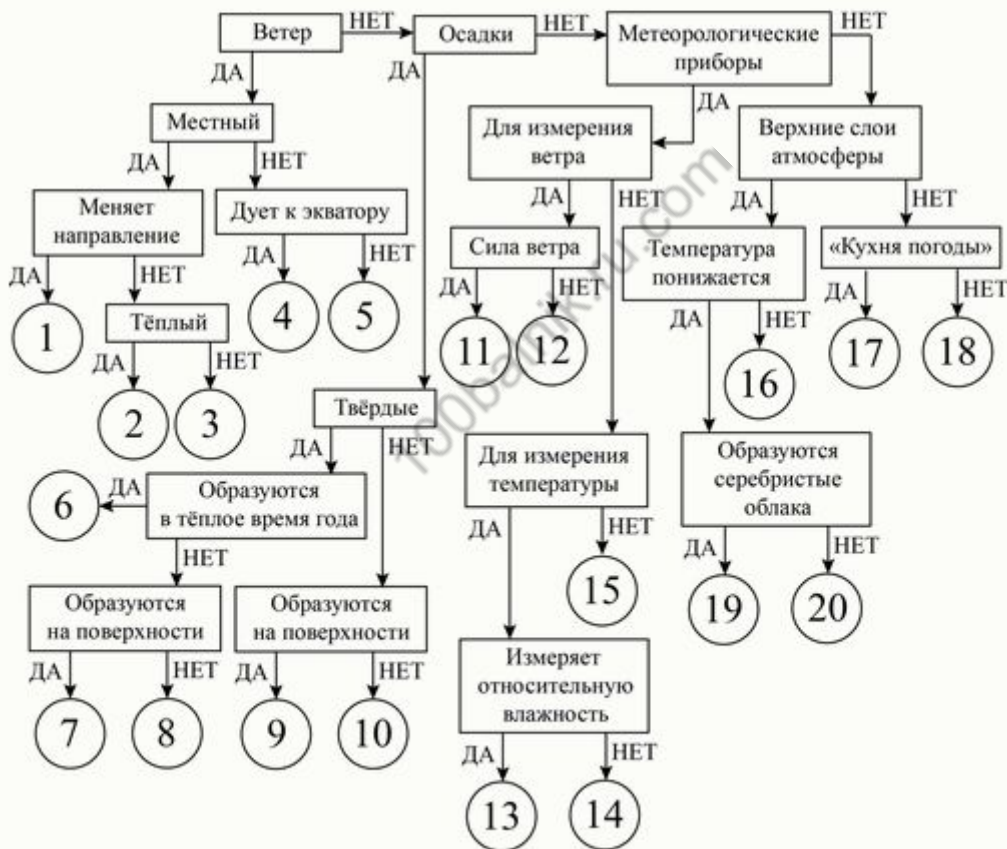 Ветер
НЕТ
Осадки
НЕТ
Метеорологические
приборы
НЕТ
ДА
ДА
ДА
Местный
Для измерения
ветра
Верхние слои
атмосферы
ДА
НЕТ
ДА
НЕТ
ДА
НЕТ
Меняет
направление
Дует к экватору
Сила ветра
Температура
понижается
«Кухня погоды»
ДА
НЕТ
ДА
НЕТ
ДА
НЕТ
ДА
НЕТ
ДА
НЕТ
1
Тёплый
4
5
11
12
16
17
18
ДА
НЕТ
2
3
Твёрдые
ДА
НЕТ
6
ДА
Образуются
в тёплое время года
Для измерения
температуры
Образуются
серебристые
облака
НЕТ
ДА
НЕТ
ДА
НЕТ
Образуются
на поверхности
Образуются
на поверхности
15
19
20
ДА
НЕТ
ДА
НЕТ
Измеряет
относительную
влажность
7
8
9
10
ДА
НЕТ
13
14
100balnik.ru.com